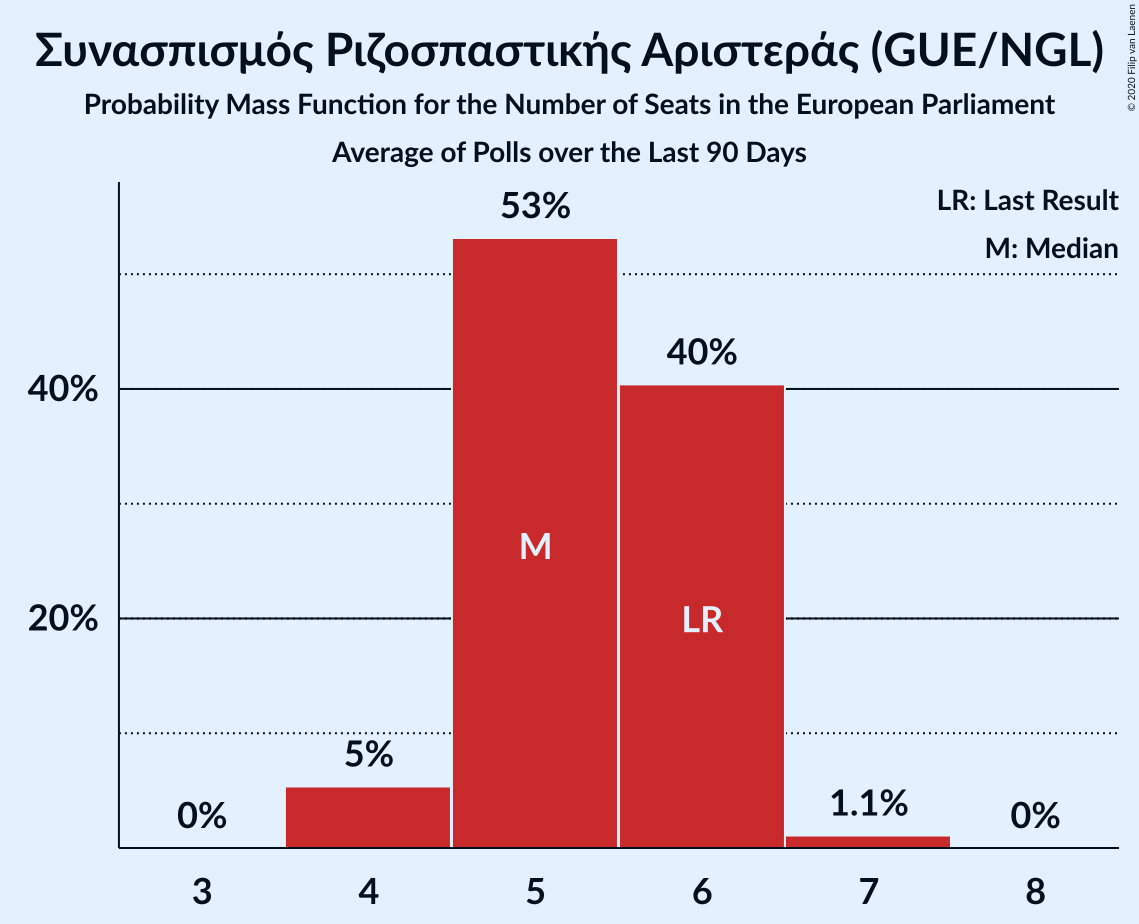 Συνασπισμός Ριζοσπαστικής Αριστεράς (GUE/NGL)
Probability Mass Function for the Number of Seats in the European Parliament
Average of Polls over the Last 90 Days
© 2020 Filip van Laenen
LR: Last Result
M: Median
53%
40%
40%
M
20%
LR
5%
1.1%
0%
0%
3 4 5 6 7 8